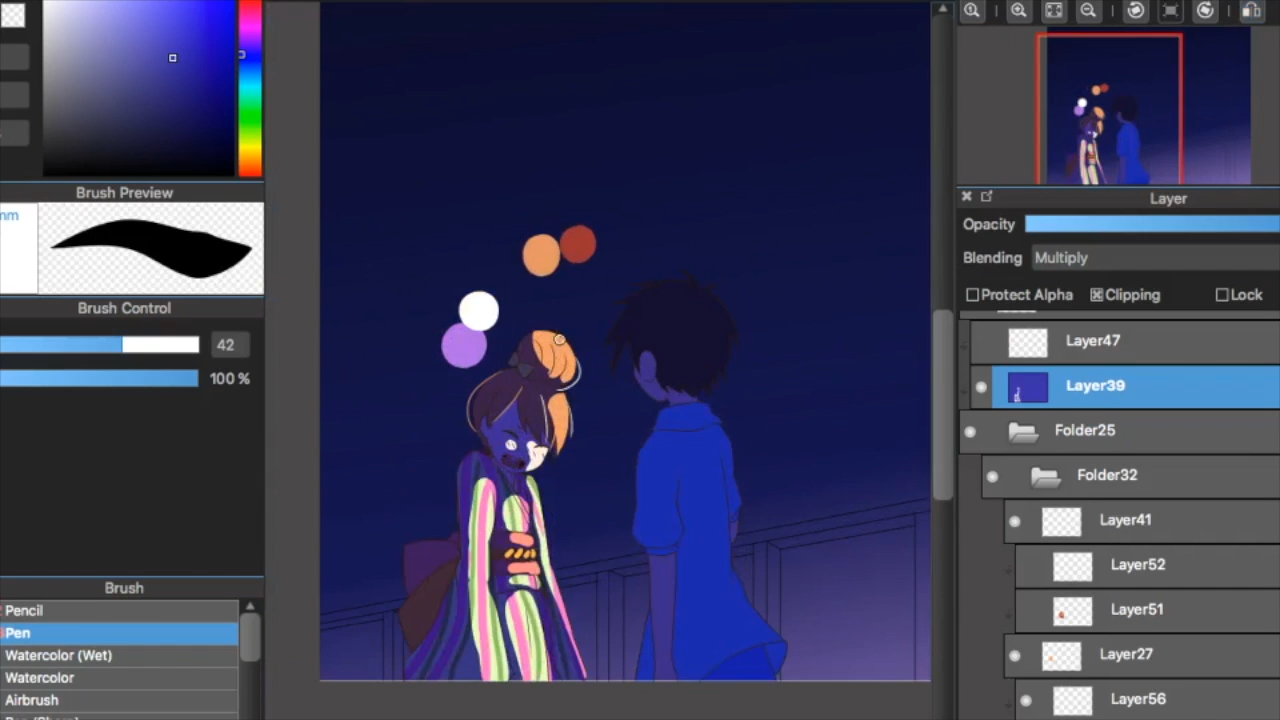 Brush Preview
mm
Brush Control
42
100 %
Brush
Pencil
Pen
Watercolor (Wet)
Watercolor
Airbrush
Layer
Opacity
Blending Multiply
Protect Alpha Clipping Lock
Layer47
Layer39
Folder25
Folder32
Layer41
Layer52
Layer51
Layer27
Layer56